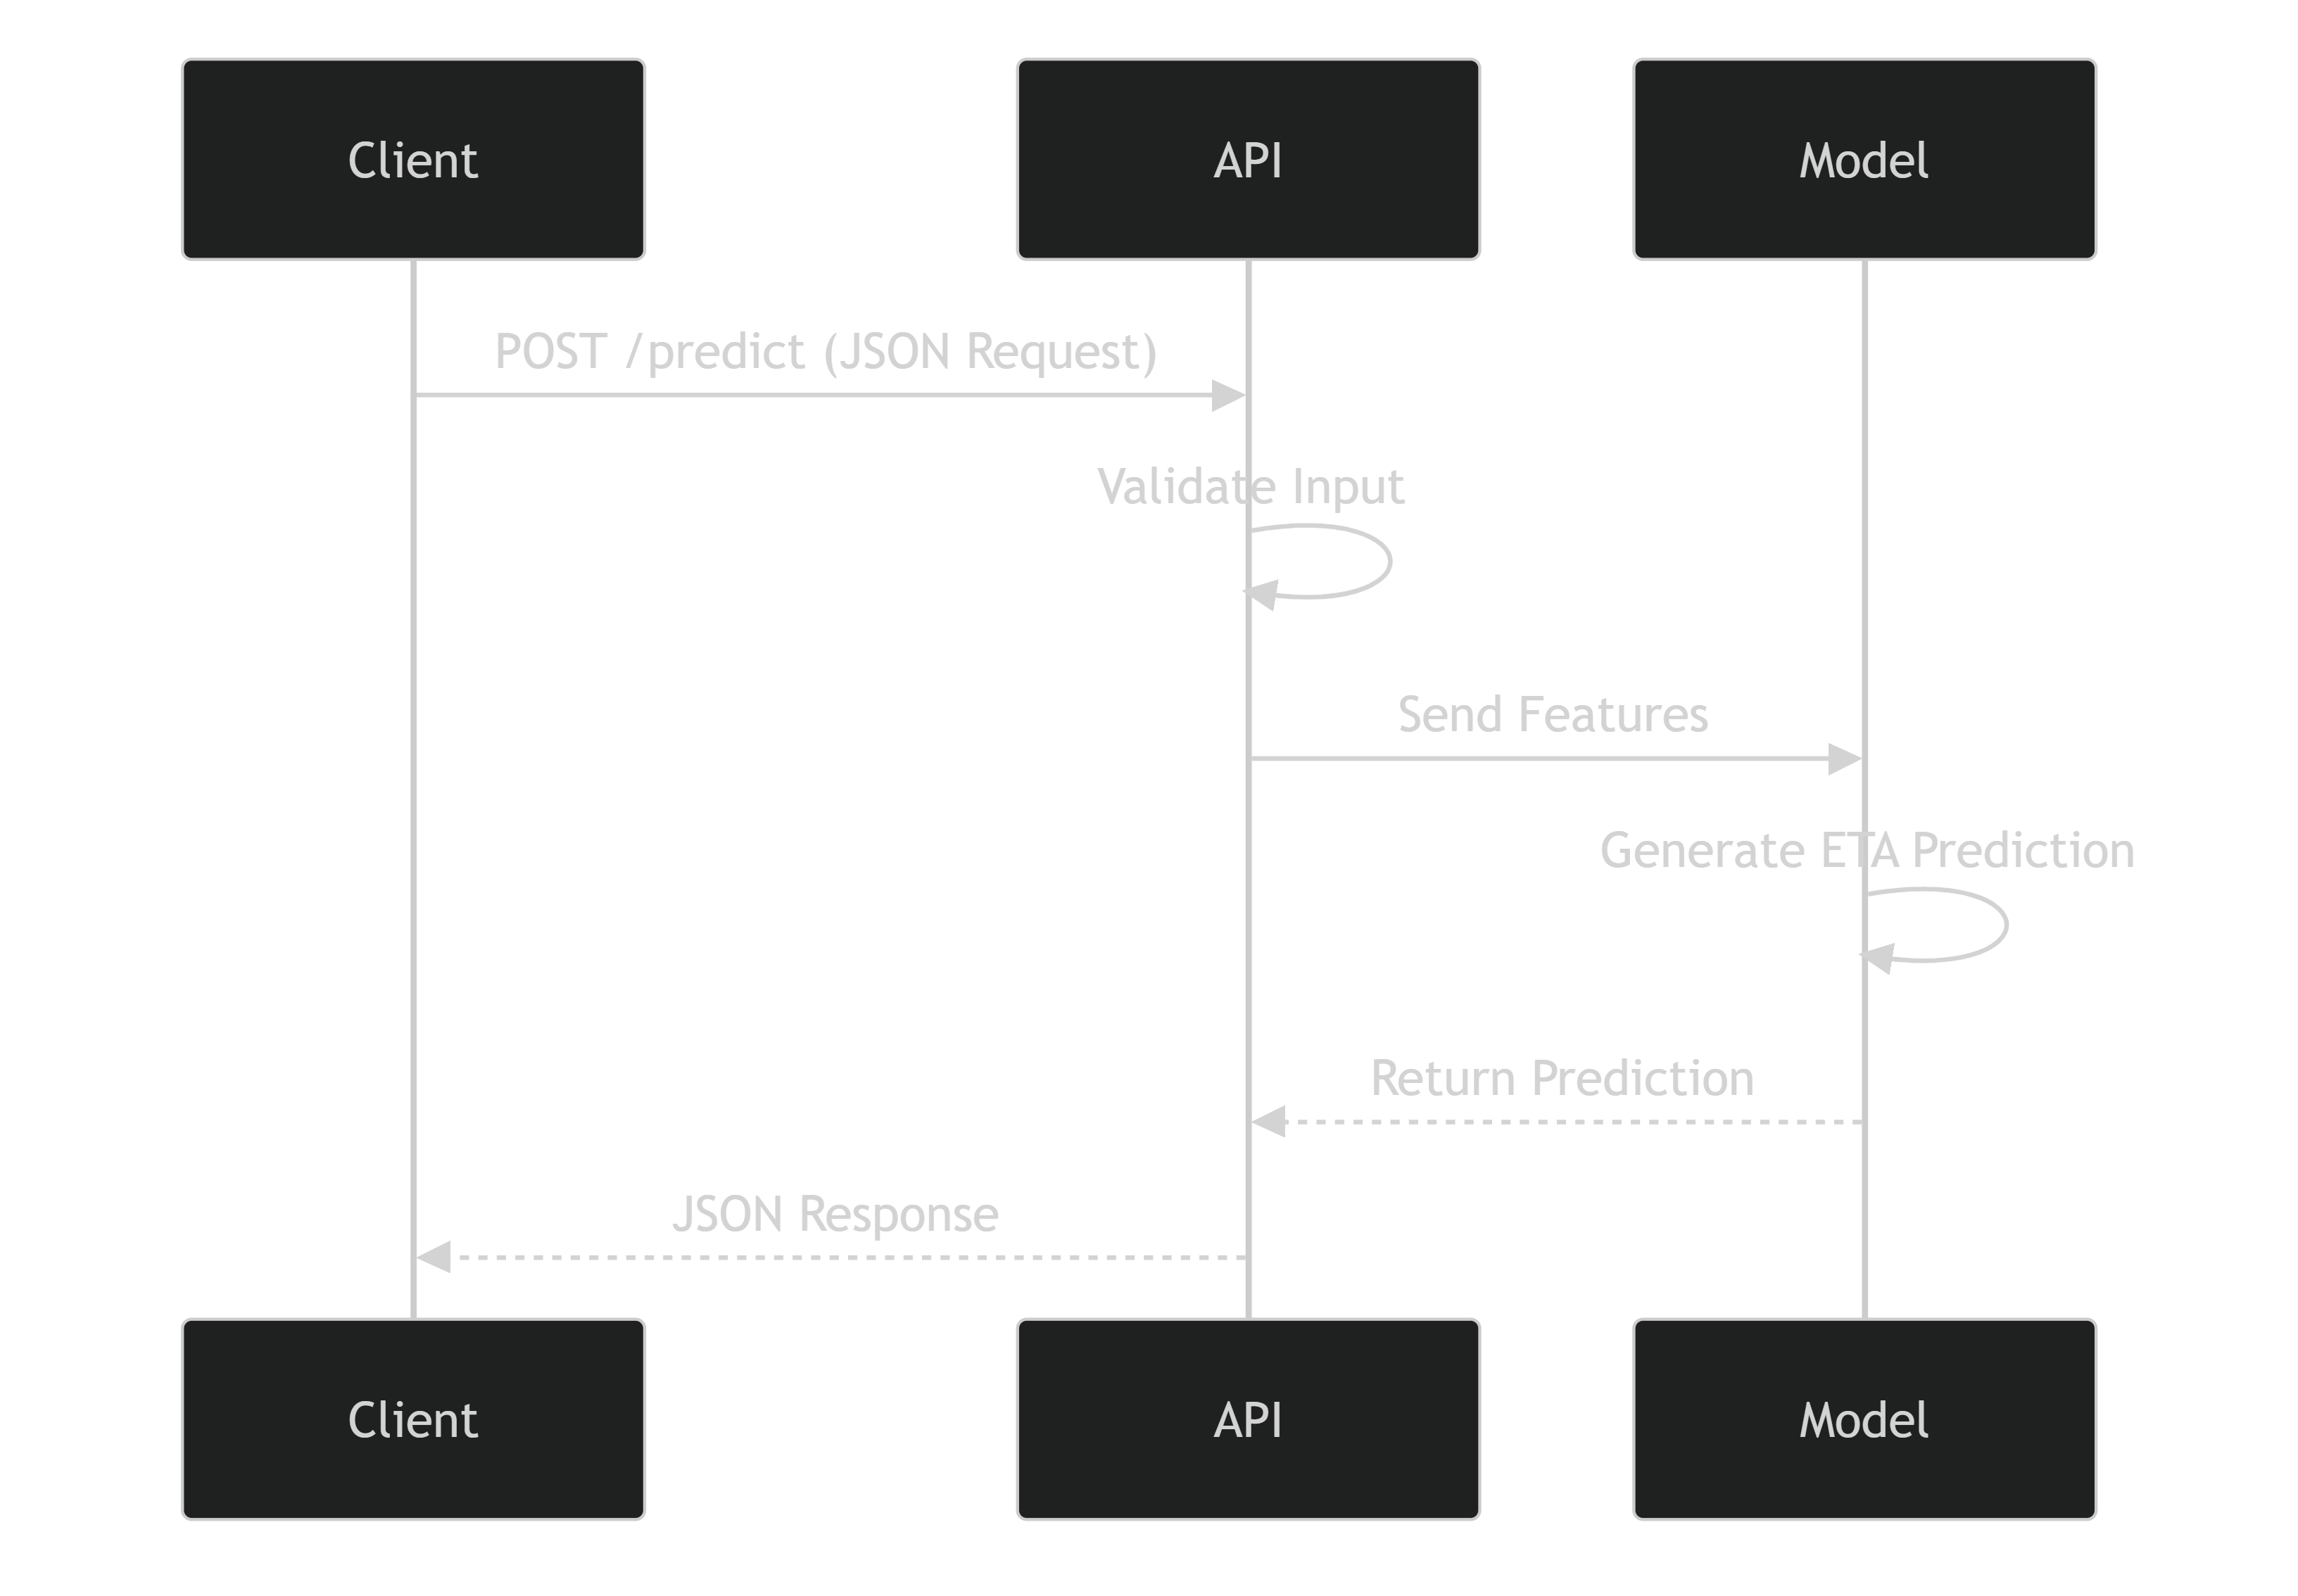 Client
API
Model
POST /predict (JSON Request)
Validate Input
Send Features
Generate ETA Prediction
Return Prediction
JSON Response
Client
API
Model